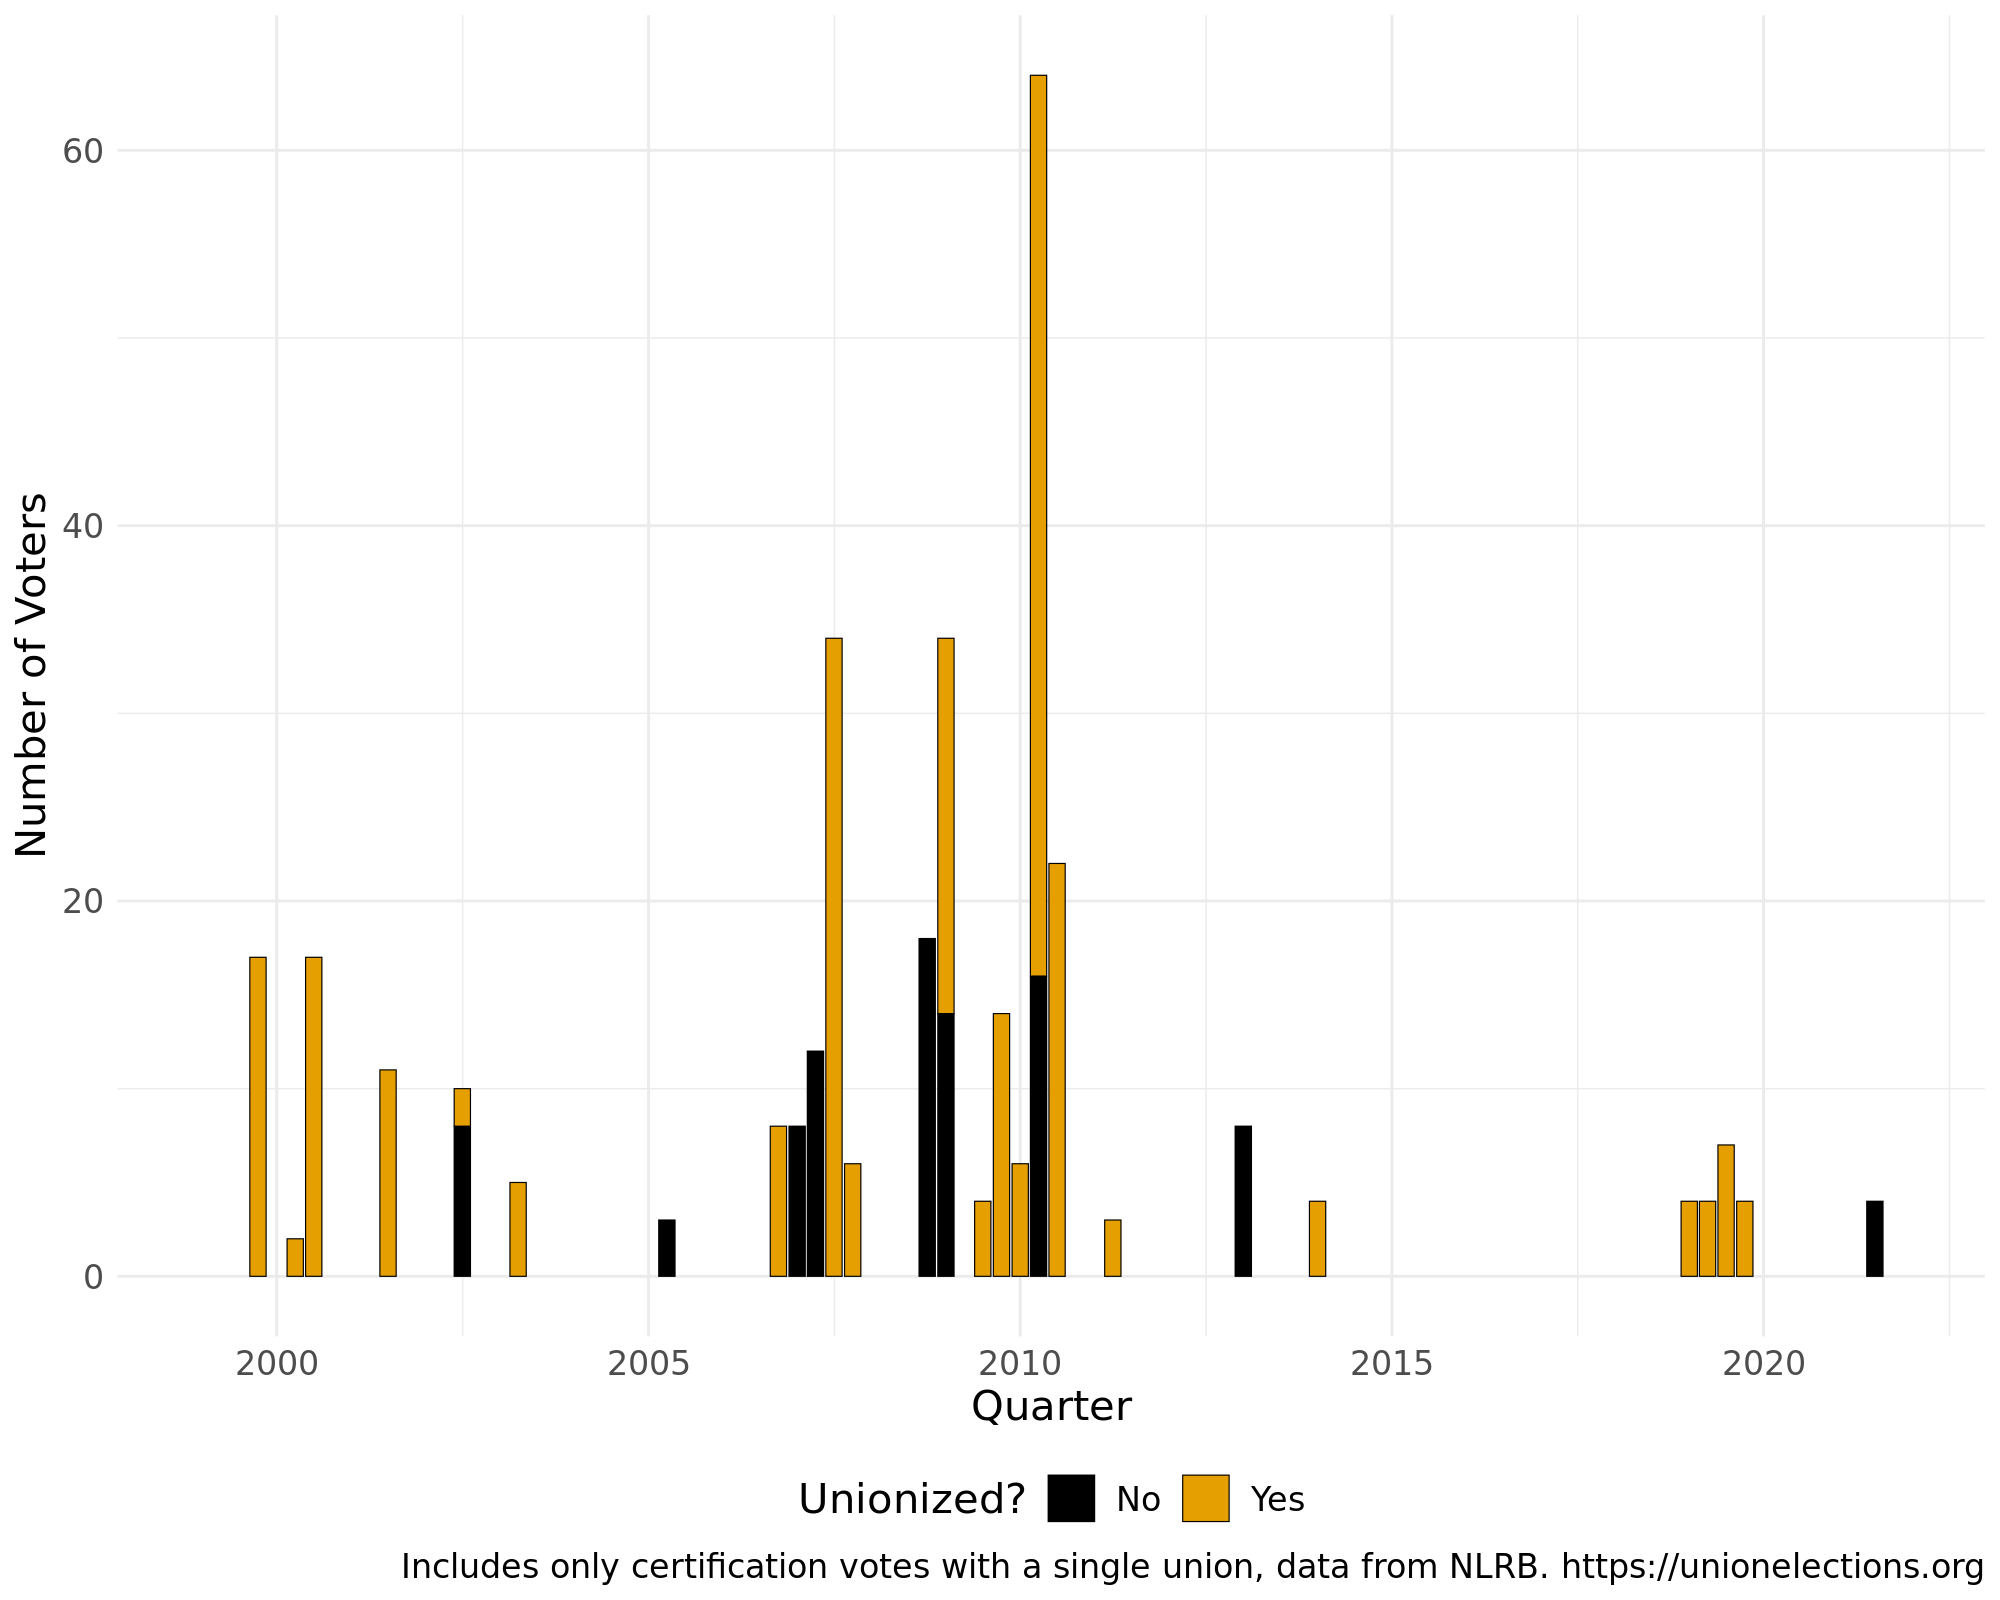 Number of Voters
60
40
20
0
2000 2005 2010 2015 2020
Quarter
Unionized? No Yes
Includes only certification votes with a single union, data from NLRB. https://unionelections.org